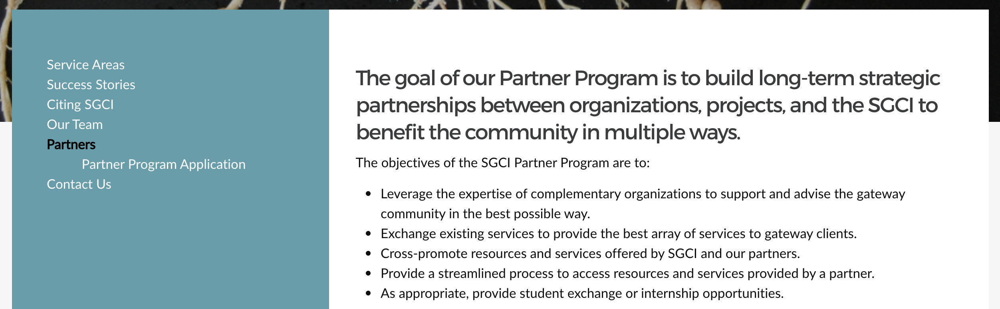 Service Areas
Success Stories
Citing SGCI
Our Team
Partners
Partner Program Application
Contact Us
The goal of our Partner Program is to build long-term strategic
partnerships between organizations, projects, and the SGCI to
benefit the community in multiple ways.
The objectives of the SGCI Partner Program are to:
• Leverage the expertise of complementary organizations to support and advise the gateway
community in the best possible way.
• Exchange existing services to provide the best array of services to gateway clients.
• Cross-promote resources and services offered by SGCI and our partners.
• Provide a streamlined process to access resources and services provided by a partner.
• As appropriate, provide student exchange or internship opportunities.